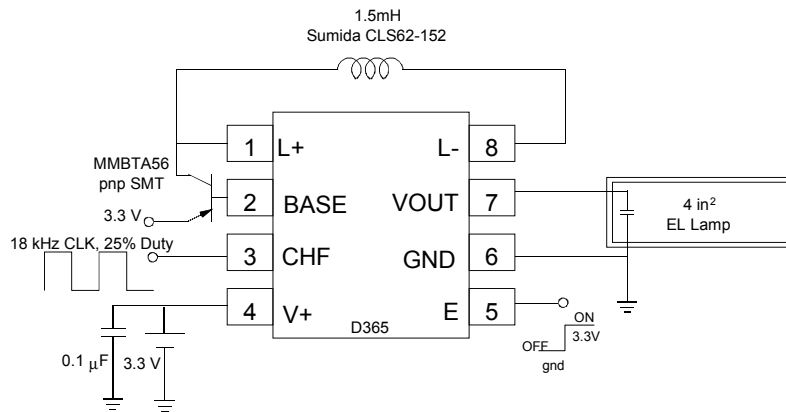 1.5mH
Sumida CLS62-152
MMBTA56
pnp SMT
3.3 V
18 kHz CLK, 25% Duty
1
L+
L-
8
2
BASE
VOUT
7
3
CHF
GND
6
4
V+
E
5
D365
4 in²
EL Lamp
0.1 μF
3.3 V
ON
OFF
3.3V
gnd